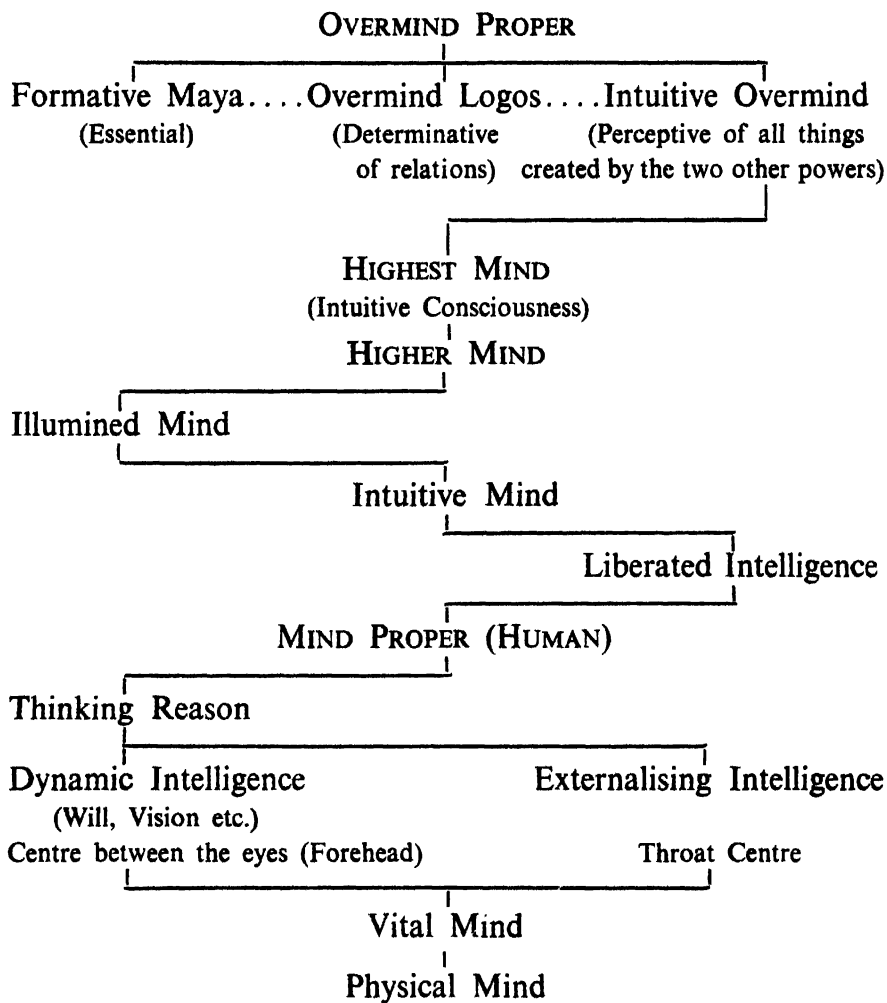 OVERMIND PROPER
Formative Maya....Overmind Logos....Intuitive Overmind
(Essential) (Determinative (Perceptive of all things
of relations) created by the two other powers)
HIGHEST MIND
(Intuitive Consciousness)
HIGHER MIND
Illumined Mind
Intuitive Mind
Liberated Intelligence
MIND PROPER (HUMAN)
Thinking Reason
Dynamic Intelligence Externalising Intelligence
(Will, Vision etc.)
Centre between the eyes (Forehead) Throat Centre
Vital Mind
Physical Mind